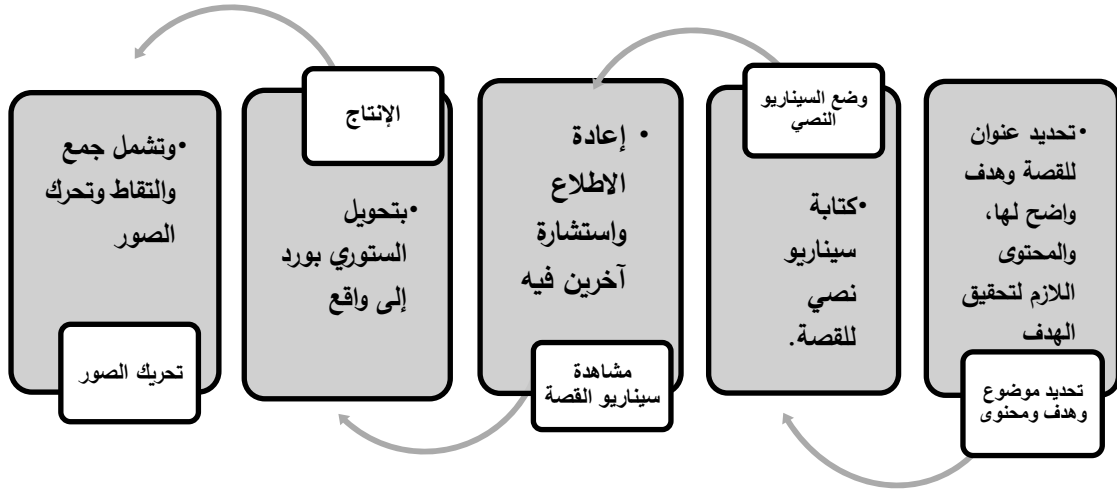 •تحديد عنوان
للقصة وهدف
واضح لها،
والمحتوى
اللازم لتحقيق
الهدف
تحديد موضوع
وهدف ومحنوى
وضع السيناريو
النصي
•كتابة
سيناريو
نصي
للقصة.
• إعادة
الاطلاع
واستشارة
آخرين فيه
مشاهدة
سيناريو القصة
الإنتاج
•بتحويل
الستوري بورد
إلى واقع
•وتشمل جمع
والتقاط وتحرك
الصور
تحريك الصور